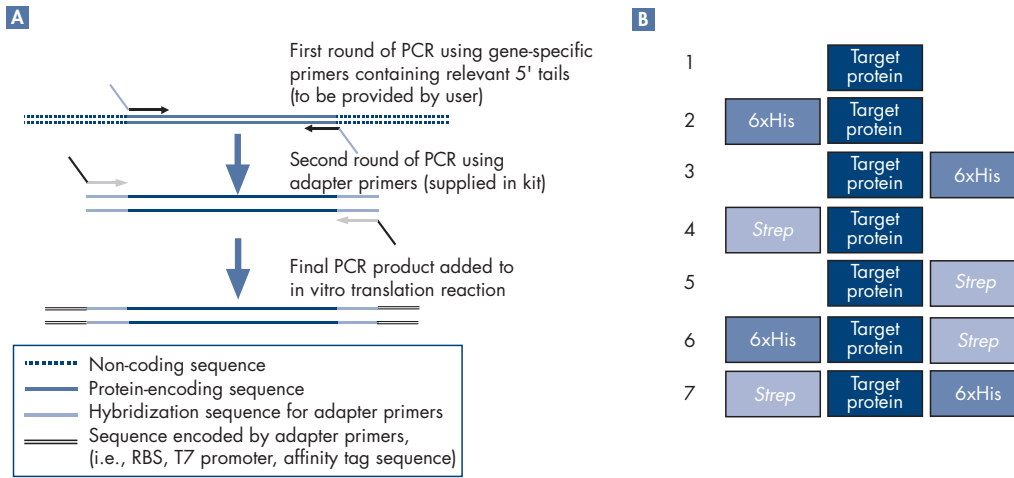 A
First round of PCR using gene-specific
primers containing relevant 5' tails
(to be provided by user)
Second round of PCR using
adapter primers (supplied in kit)
Final PCR product added to
in vitro translation reaction
Non-coding sequence
Protein-encoding sequence
Hybridization sequence for adapter primers
Sequence encoded by adapter primers,
(i.e., RBS, T7 promoter, affinity tag sequence)
B
1
Target
protein
2
6xHis
Target
protein
3
Target
protein
6xHis
4
Strep
Target
protein
5
Target
protein
Strep
6
6xHis
Target
protein
Strep
7
Strep
Target
protein
6xHis